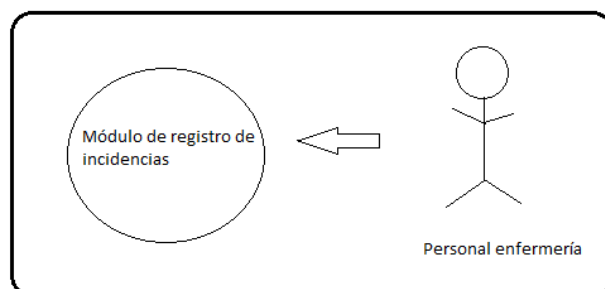 Módulo de registro de
incidencias
Personal enfermería